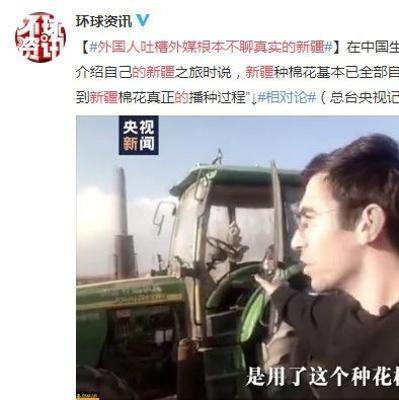 环球资讯
环球资讯
【#外国人吐槽外媒根本不聊真实的新疆#】在中国生
介绍自己的新疆之旅时说，新疆种棉花基本已全部自
到新疆棉花真正的播种过程”↓#相对论#（总台央视记
央视
新闻
是用了这个种花机